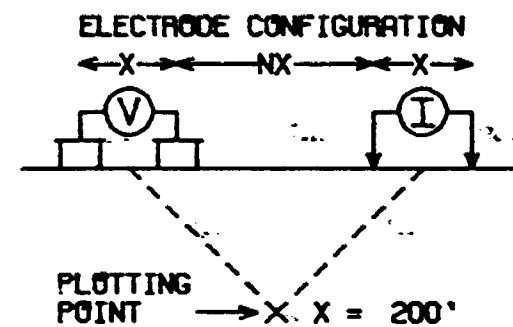 ELECTRODE CONFIGURATION
X NX X
V I
PLOTTING
POINT X X = 200'